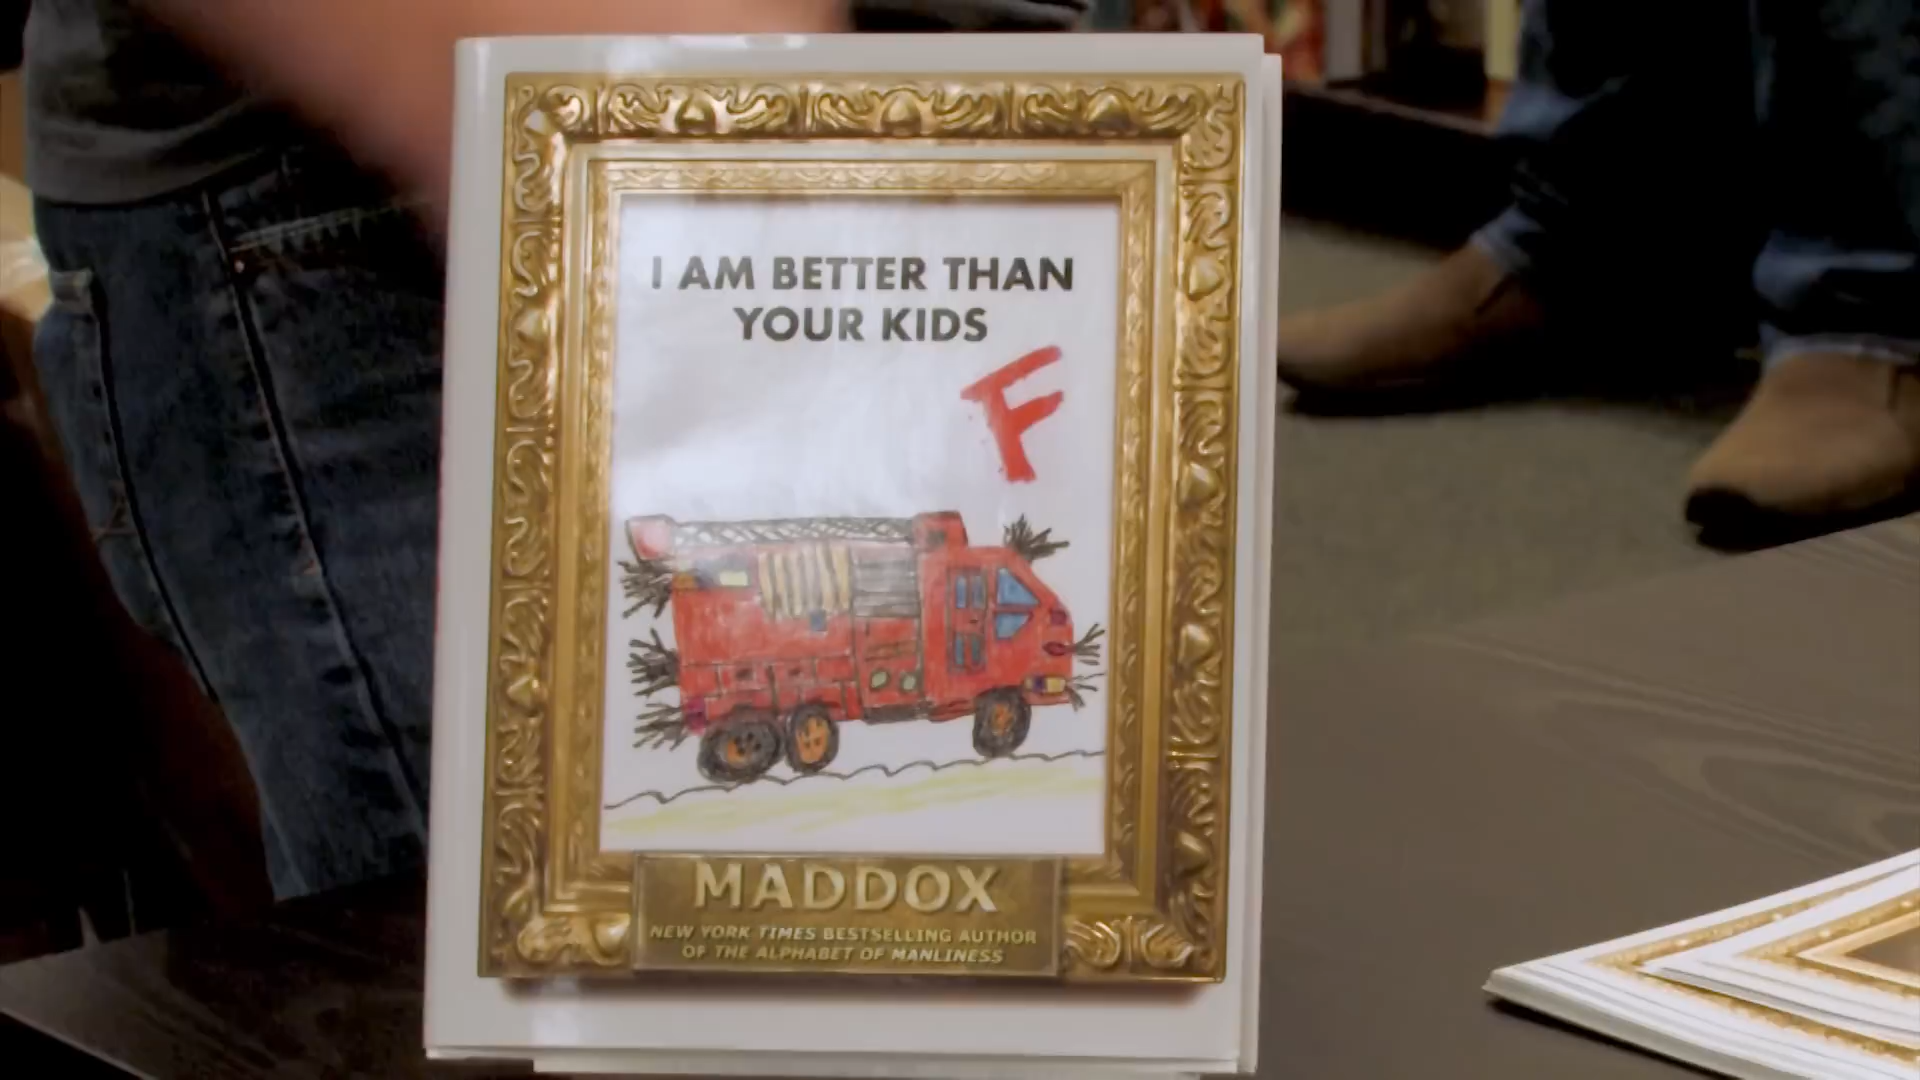 I AM BETTER THAN
YOUR KIDS
F
MADDOX
NEW YORK TIMES BESTSELLING AUTHOR
OF THE ALPHABET OF MANLINESS